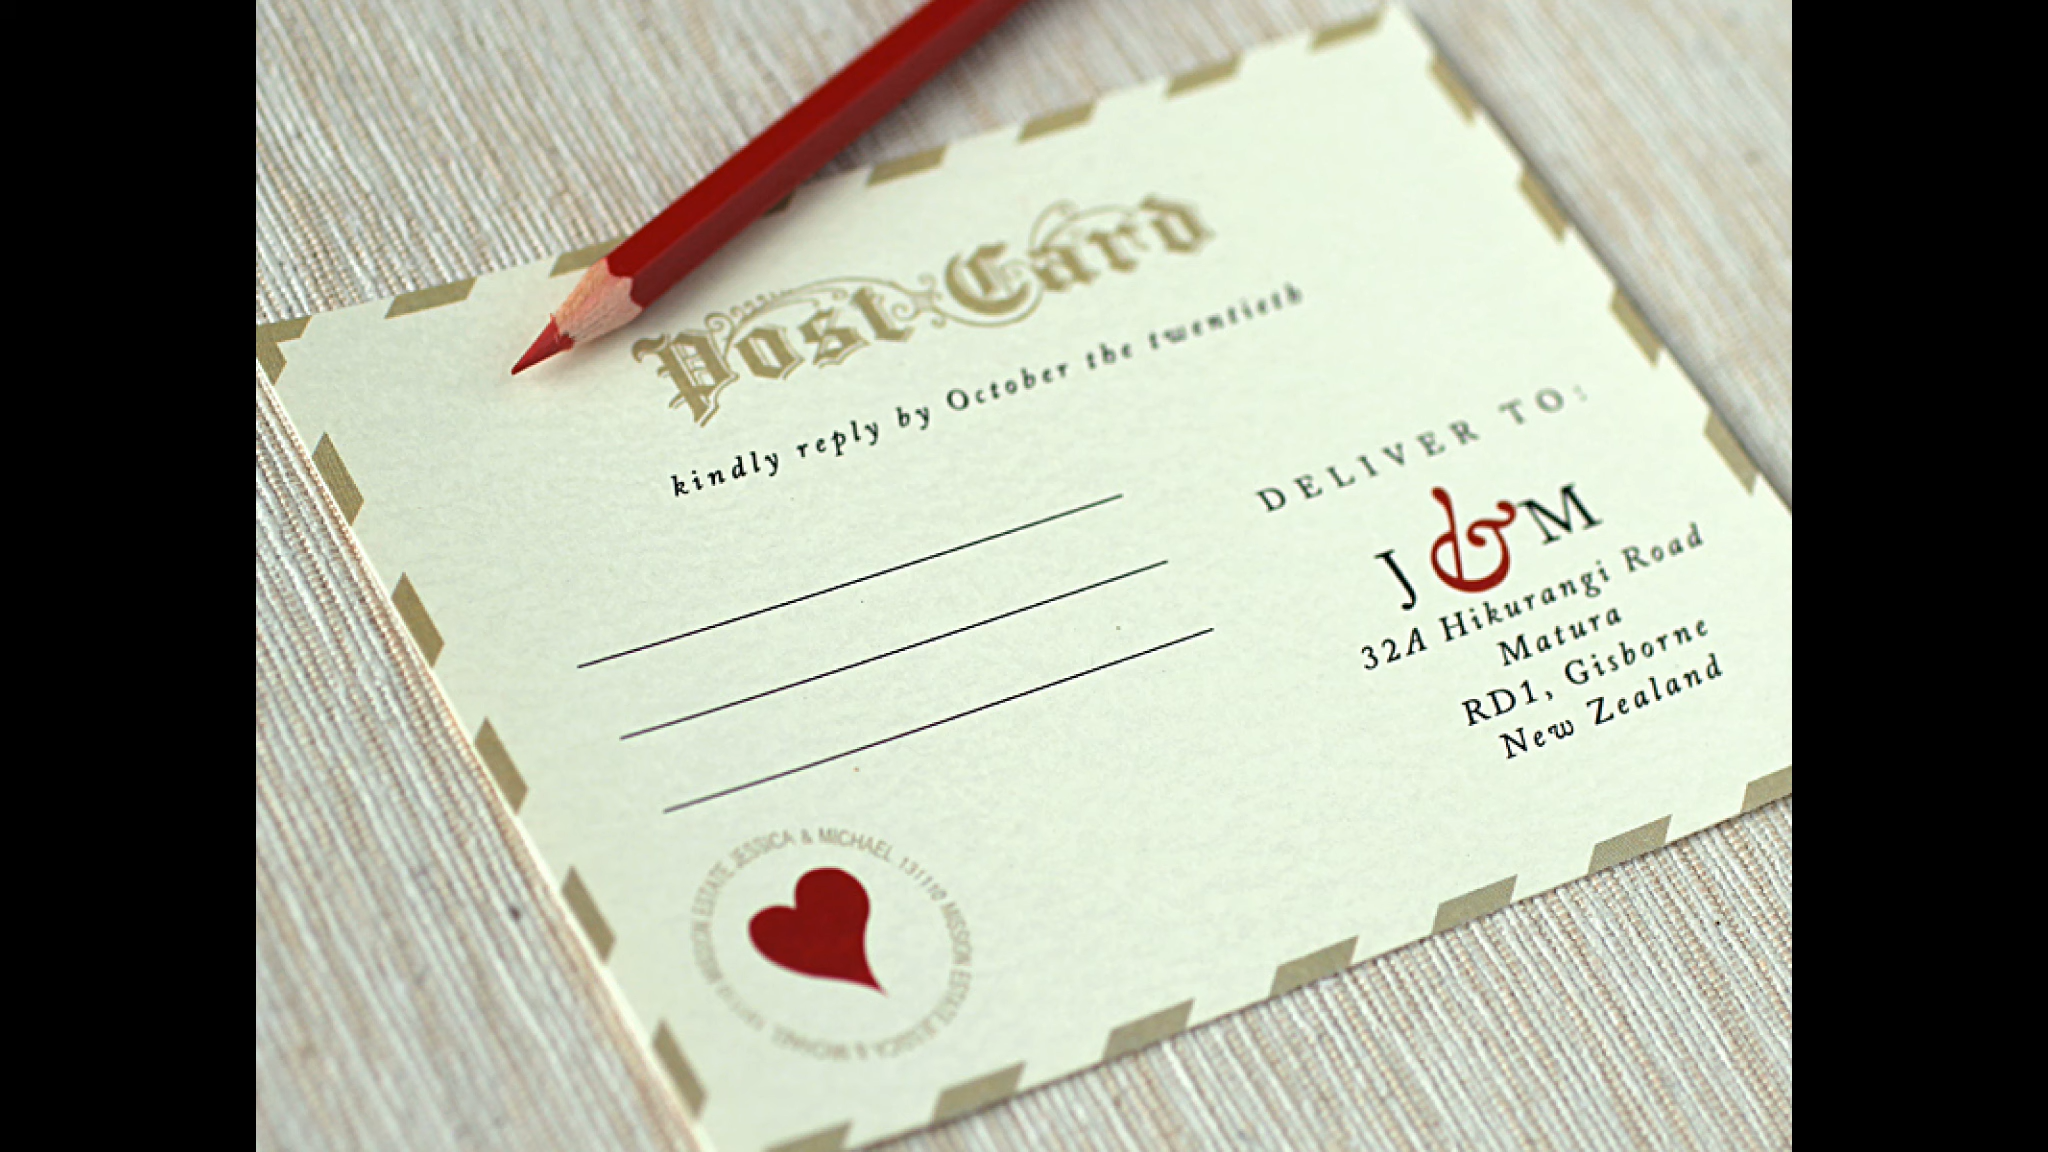 Post Card
kindly reply by October the twentieth
DELIVER TO:
J & M
32A Hikurangi Road
Matura
RD1, Gisborne
New Zealand
JESSICA & MICHAEL 131110 MISSION ESTATE JESSICA & MICHAEL 131110 MISSION ESTATE